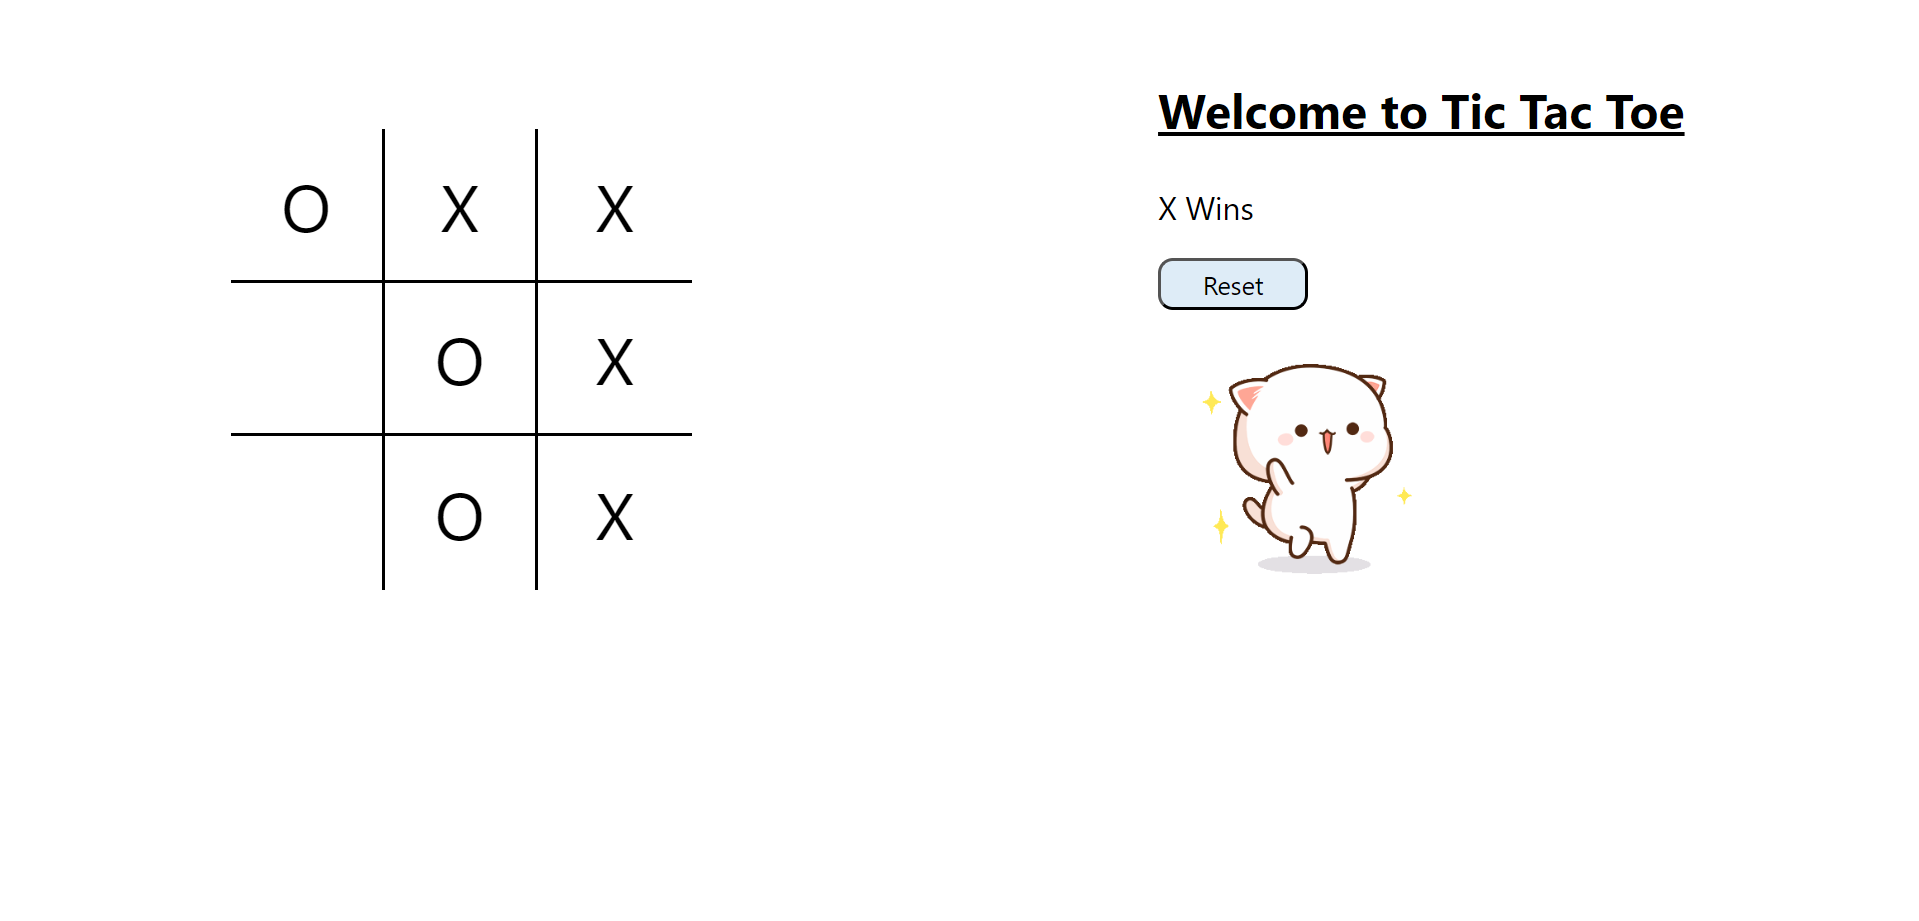 O X X
O X
O X
Welcome to Tic Tac Toe
X Wins
Reset